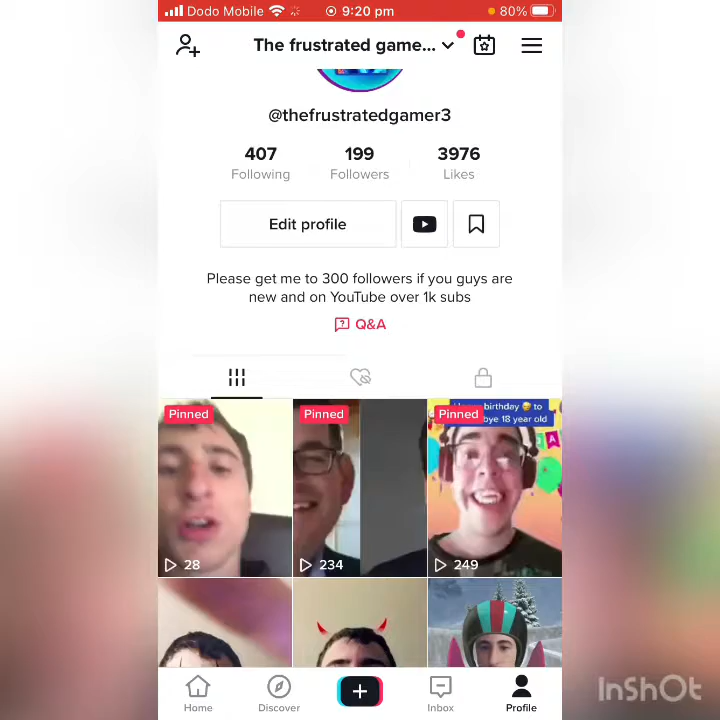 Dodo Mobile 9:20 pm 80%
The frustrated game...
@thefrustratedgamer3
407 199 3976
Following Followers Likes
Edit profile
Please get me to 300 followers if you guys are
new and on YouTube over 1k subs
Q&A
Pinned Pinned Pinned
birthday 🤣 to
bye 18 year old
28 234 249
Home Discover Inbox Profile
InShOt